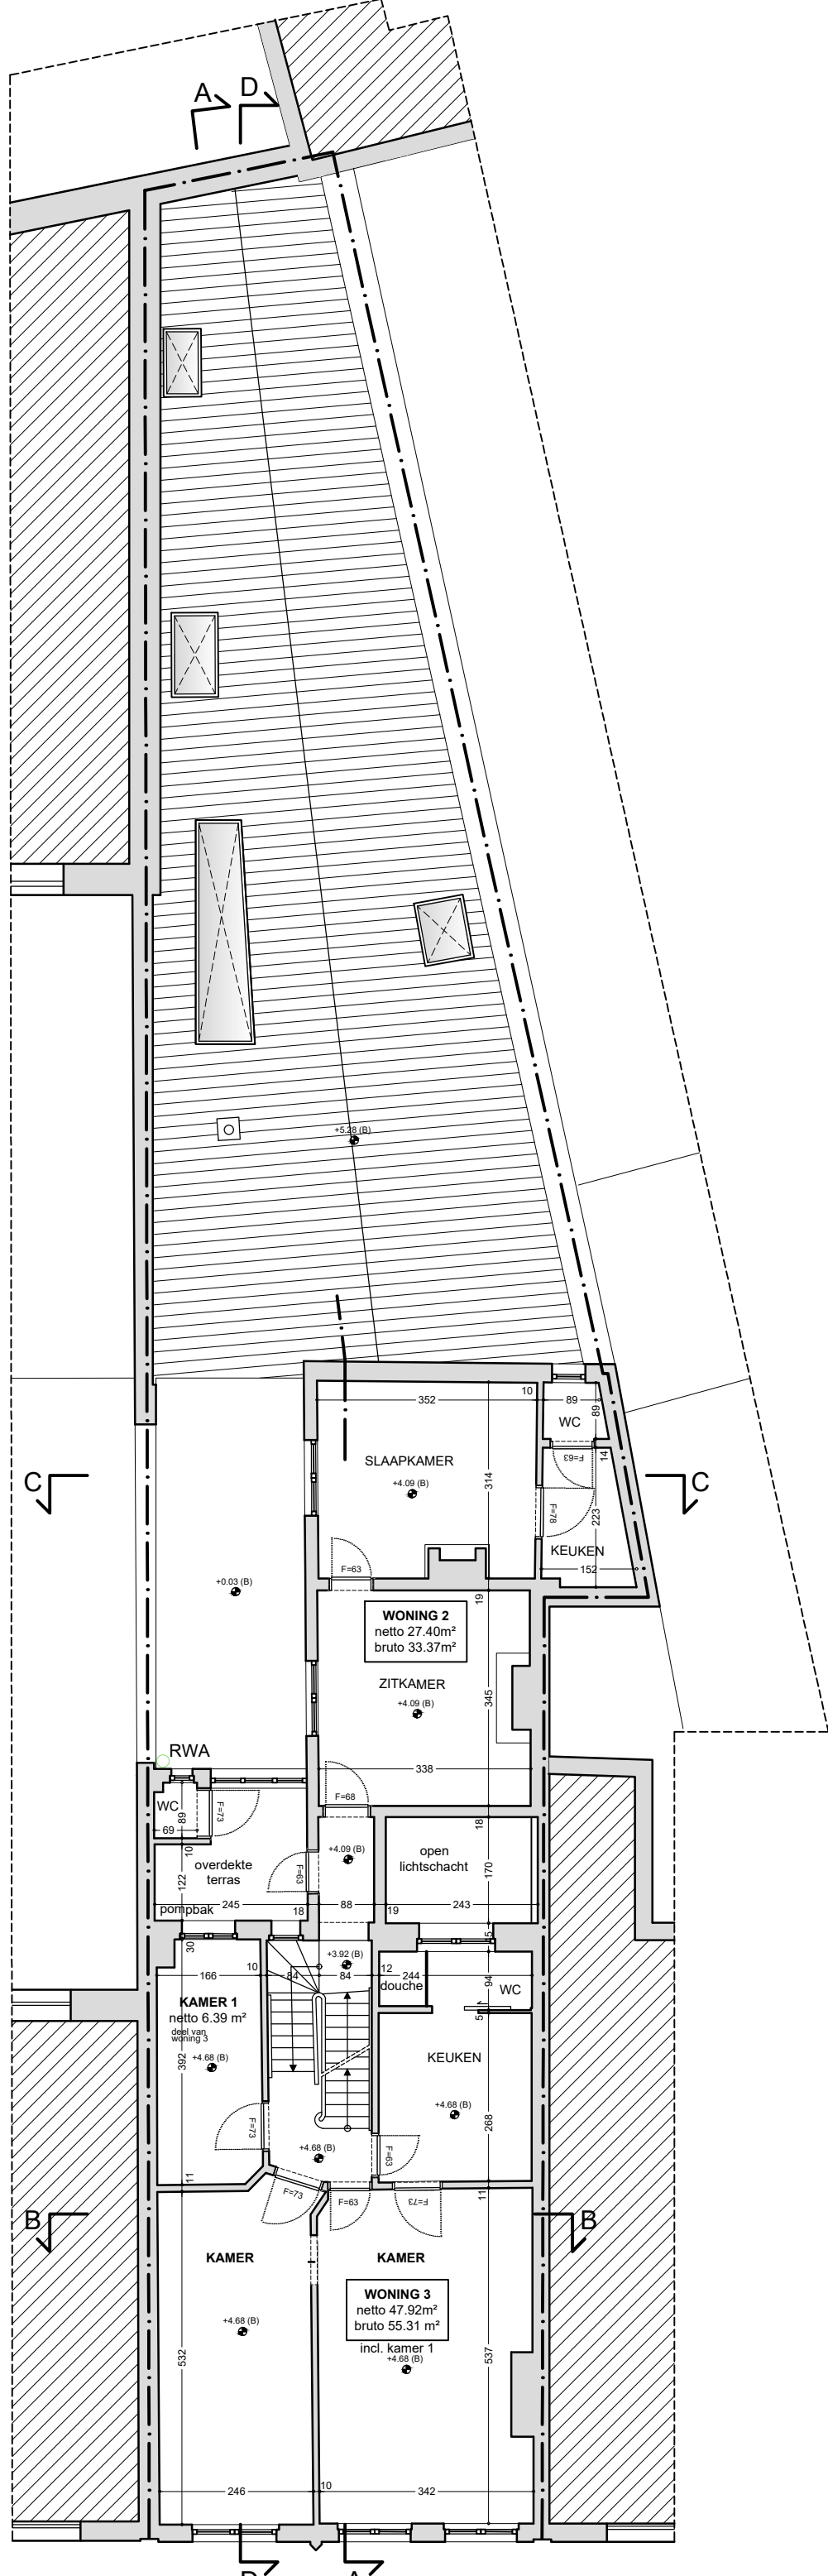 A
D
+5.28 (B)
352
10
89
WC
89
F=63
14
SLAAPKAMER
+4.09 (B)
314
C
C
F=78
223
KEUKEN
152
F=63
+0.03 (B)
19
WONING 2
netto 27.40m²
bruto 33.37m²
ZITKAMER
+4.09 (B)
345
338
RWA
WC
89
69
F=73
F=68
10
overdekte
terras
122
pompbak
245
18
F=63
+4.09 (B)
88
19
open
lichtschacht
18
170
243
30
166
10
84
84
+3.92 (B)
12
244
douche
5
94
WC
5
KAMER 1
netto 6.39 m²
deel van
woning 3
392
+4.68 (B)
KEUKEN
+4.68 (B)
268
F=73
F=63
+4.68 (B)
11
F=73
F=63
F=73
11
B
B
KAMER
KAMER
WONING 3
netto 47.92m²
bruto 55.31 m²
incl. kamer 1
+4.68 (B)
+4.68 (B)
532
537
246
10
342